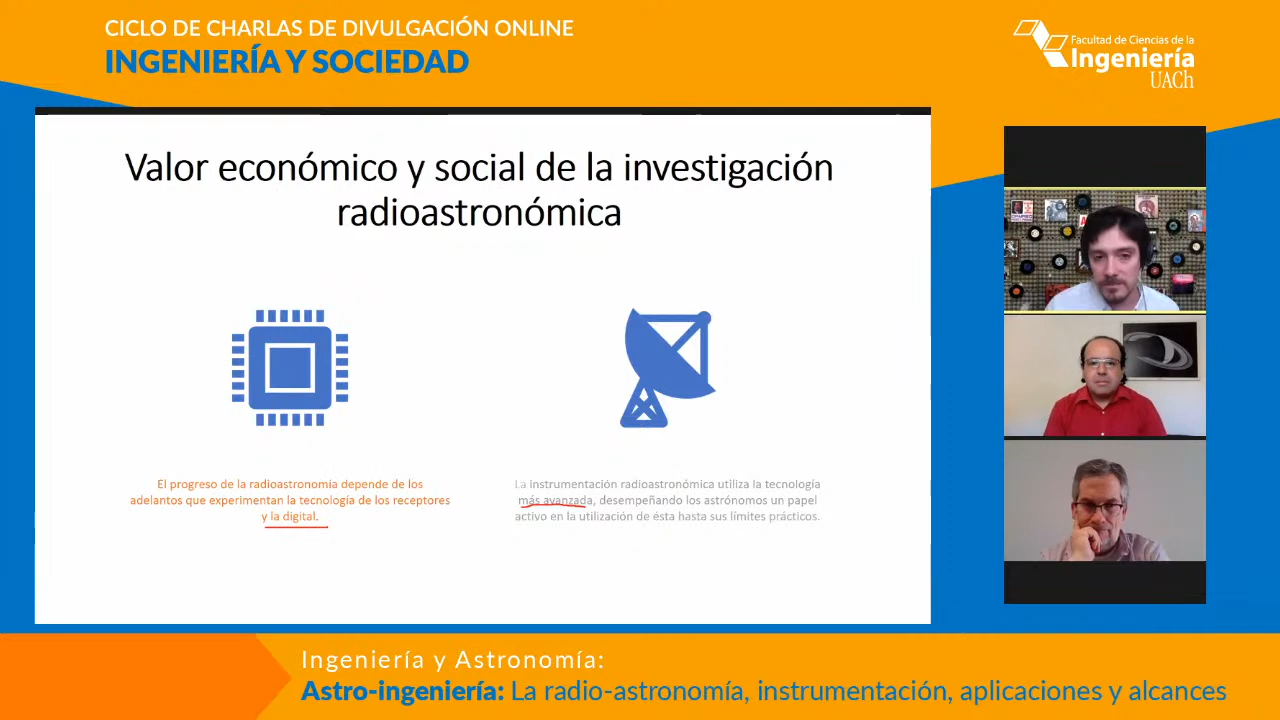 CICLO DE CHARLAS DE DIVULGACIÓN ONLINE
INGENIERÍA Y SOCIEDAD
Facultad de Ciencias de la
Ingeniería
UACh
Valor económico y social de la investigación
radioastronómica
El progreso de la radioastronomía depende de los
adelantos que experimentan la tecnología de los receptores
y la digital.
La instrumentación radioastronómica utiliza la tecnología
más avanzada, desempeñando los astrónomos un papel
activo en la utilización de ésta hasta sus límites prácticos.
Ingeniería y Astronomía:
Astro-ingeniería: La radio-astronomía, instrumentación, aplicaciones y alcances